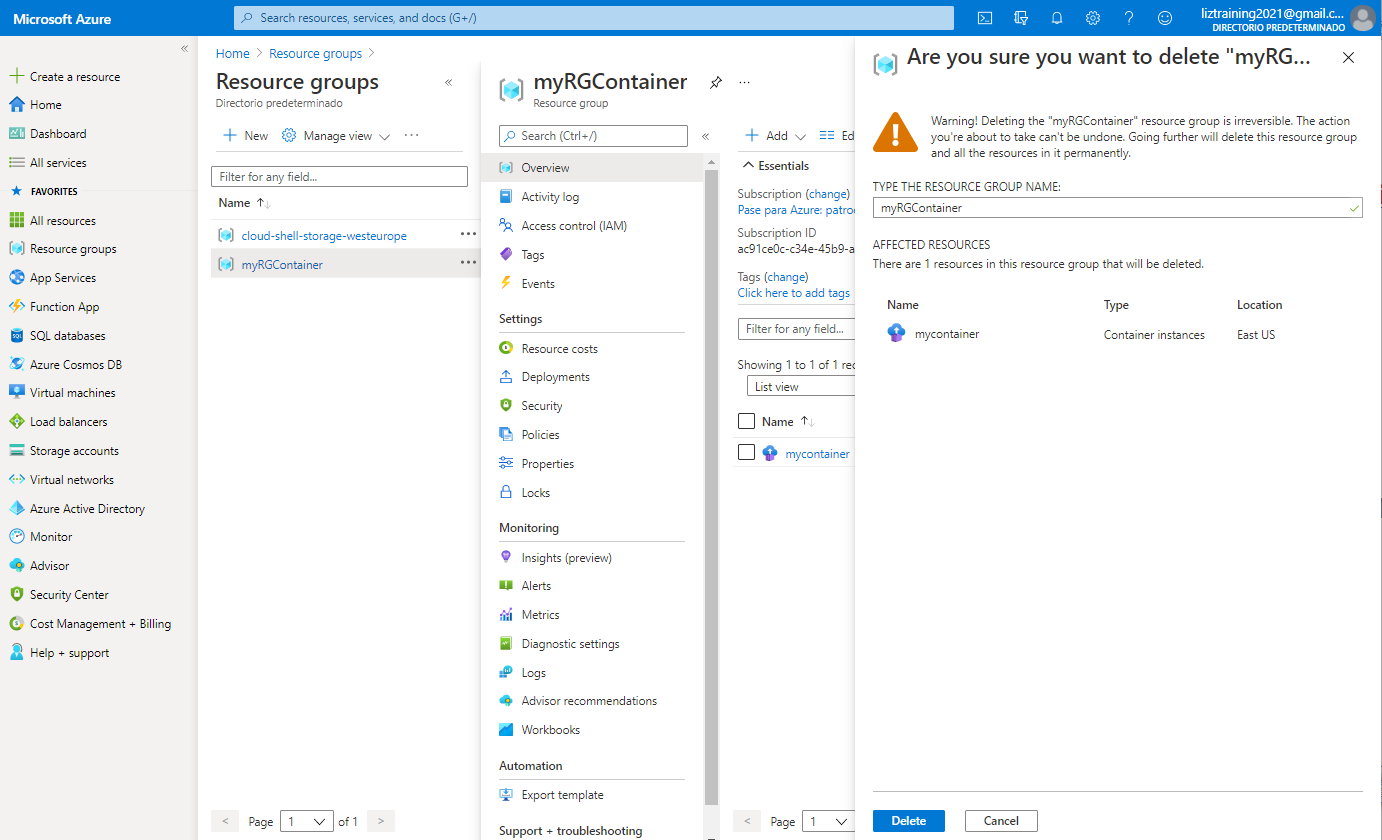 Microsoft Azure
Search resources, services, and docs (G+/)
liztraining2021@gmail.c...
DIRECTORIO PREDETERMINADO
«
Create a resource
Home
Dashboard
All services
FAVORITES
All resources
Resource groups
App Services
Function App
SQL databases
Azure Cosmos DB
Virtual machines
Load balancers
Storage accounts
Virtual networks
Azure Active Directory
Monitor
Advisor
Security Center
Cost Management + Billing
Help + support
Home > Resource groups >
Resource groups «
Directorio predeterminado
+ New Manage view ···
Filter for any field...
Name ↑↓
cloud-shell-storage-westeurope ···
myRGContainer ···
< Page 1 of 1 >
myRGContainer ···
Resource group
Search (Ctrl+/) «
Overview
Activity log
Access control (IAM)
Tags
Events
Settings
Resource costs
Deployments
Security
Policies
Properties
Locks
Monitoring
Insights (preview)
Alerts
Metrics
Diagnostic settings
Logs
Advisor recommendations
Workbooks
Automation
Export template
Support + troubleshooting
+ Add Ed
Essentials
Subscription (change)
Pase para Azure: patroc
Subscription ID
ac91ce0c-c34e-45b9-a
Tags (change)
Click here to add tags
Filter for any field...
Showing 1 to 1 of 1 rec
List view
Name ↑↓
mycontainer
< Page 1
Are you sure you want to delete "myRG...
Warning! Deleting the "myRGContainer" resource group is irreversible. The action
you're about to take can't be undone. Going further will delete this resource group
and all the resources in it permanently.
TYPE THE RESOURCE GROUP NAME:
myRGContainer
AFFECTED RESOURCES
There are 1 resources in this resource group that will be deleted.
Name Type Location
mycontainer Container instances East US
Delete Cancel